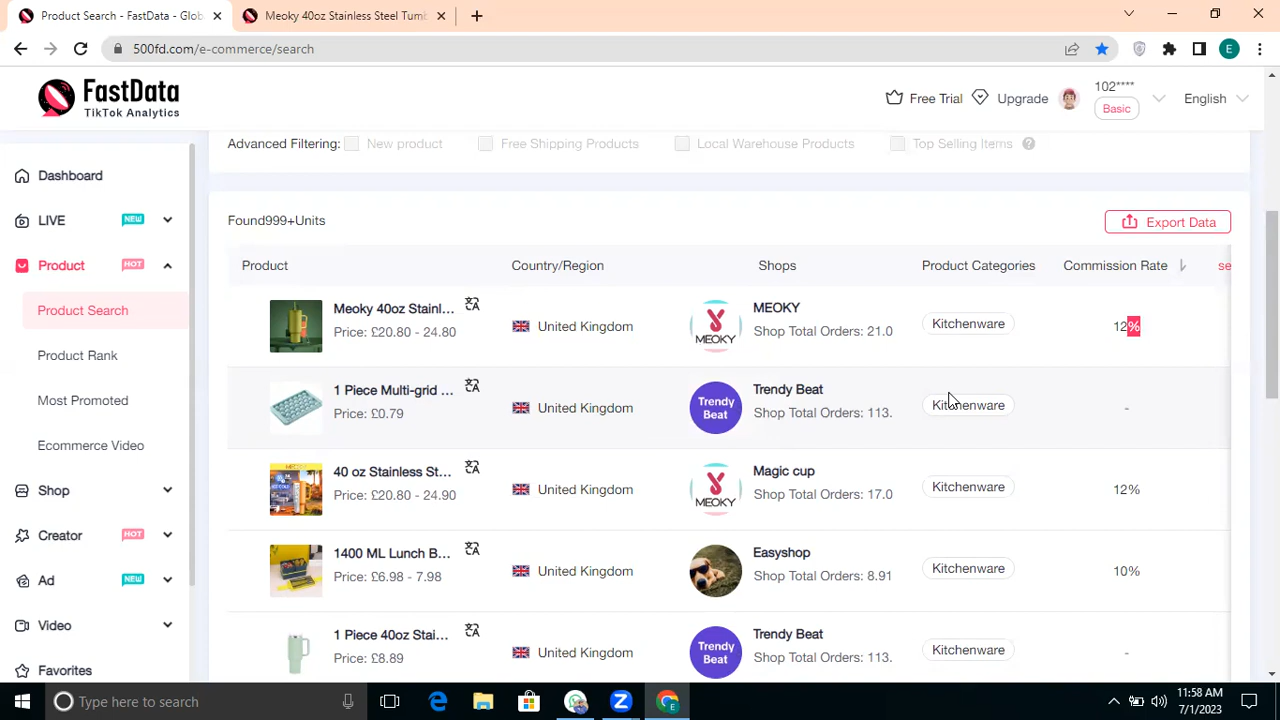 Product Search - FastData - Glob
Meoky 40oz Stainless Steel Tumb
500fd.com/e-commerce/search
E
FastData
TikTok Analytics
Free Trial
Upgrade
102****
Basic
English
Advanced Filtering: New product Free Shipping Products Local Warehouse Products Top Selling Items ?
Dashboard
LIVE NEW
Product HOT
Product Search
Product Rank
Most Promoted
Ecommerce Video
Shop
Creator HOT
Ad NEW
Video
Favorites
Found999+Units
Export Data
Product Country/Region Shops Product Categories Commission Rate se
Meoky 40oz Stainl...
Price: £20.80 - 24.80
United Kingdom
MEOKY
MEOKY
Shop Total Orders: 21.0
Kitchenware
12%
1 Piece Multi-grid ...
Price: £0.79
United Kingdom
Trendy
Beat
Trendy Beat
Shop Total Orders: 113.
Kitchenware
-
40 oz Stainless St...
Price: £20.80 - 24.90
United Kingdom
MEOKY
Magic cup
Shop Total Orders: 17.0
Kitchenware
12%
1400 ML Lunch B...
Price: £6.98 - 7.98
United Kingdom
Easyshop
Shop Total Orders: 8.91
Kitchenware
10%
1 Piece 40oz Stai...
Price: £8.89
United Kingdom
Trendy
Beat
Trendy Beat
Shop Total Orders: 113.
Kitchenware
-
Type here to search
11:58 AM
7/1/2023